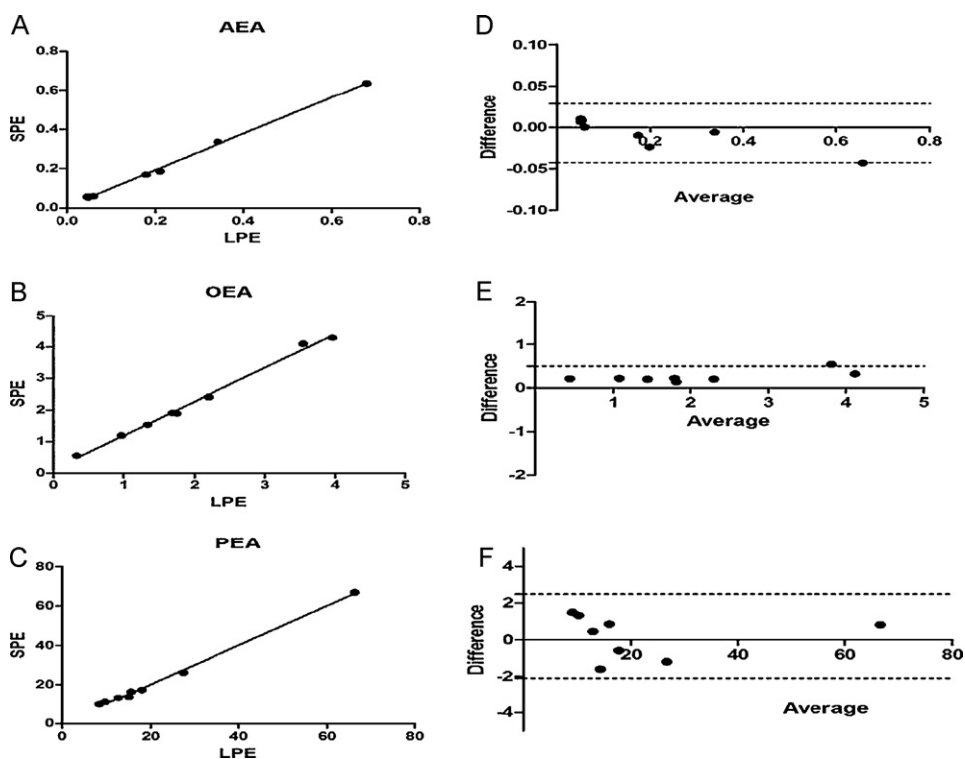 A
AEA
SPE
0.8
0.6
0.4
0.2
0.0
0.0 0.2 0.4 0.6 0.8
LPE
D
Difference
0.10
0.05
0.00
-0.05
-0.10
0.2 0.4 0.6 0.8
Average
B
OEA
SPE
5
4
3
2
1
0
0 1 2 3 4 5
LPE
E
Difference
2
1
0
-1
-2
1 2 3 4 5
Average
C
PEA
SPE
80
60
40
20
0
0 20 40 60 80
LPE
F
Difference
4
2
0
-2
-4
20 40 60 80
Average